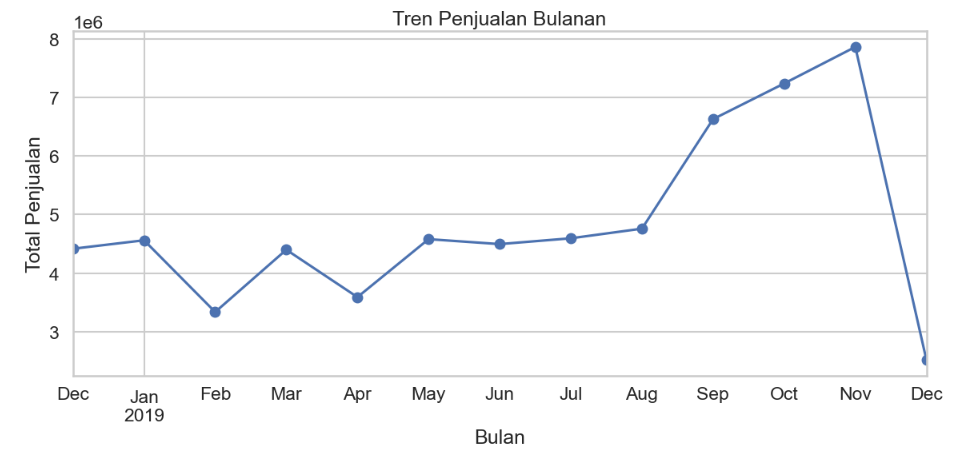 Tren Penjualan Bulanan
1e6
8
7
6
5
4
3
Total Penjualan
Dec Jan Feb Mar Apr May Jun Jul Aug Sep Oct Nov Dec
2019
Bulan